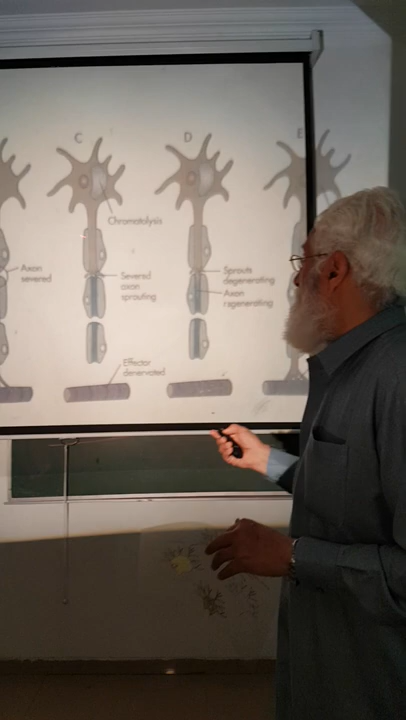 C
D
E
Chromatolysis
Axon
severed
Severed
axon
sprouting
Sprouts
degenerating
Axon
regenerating
Effector
denervated